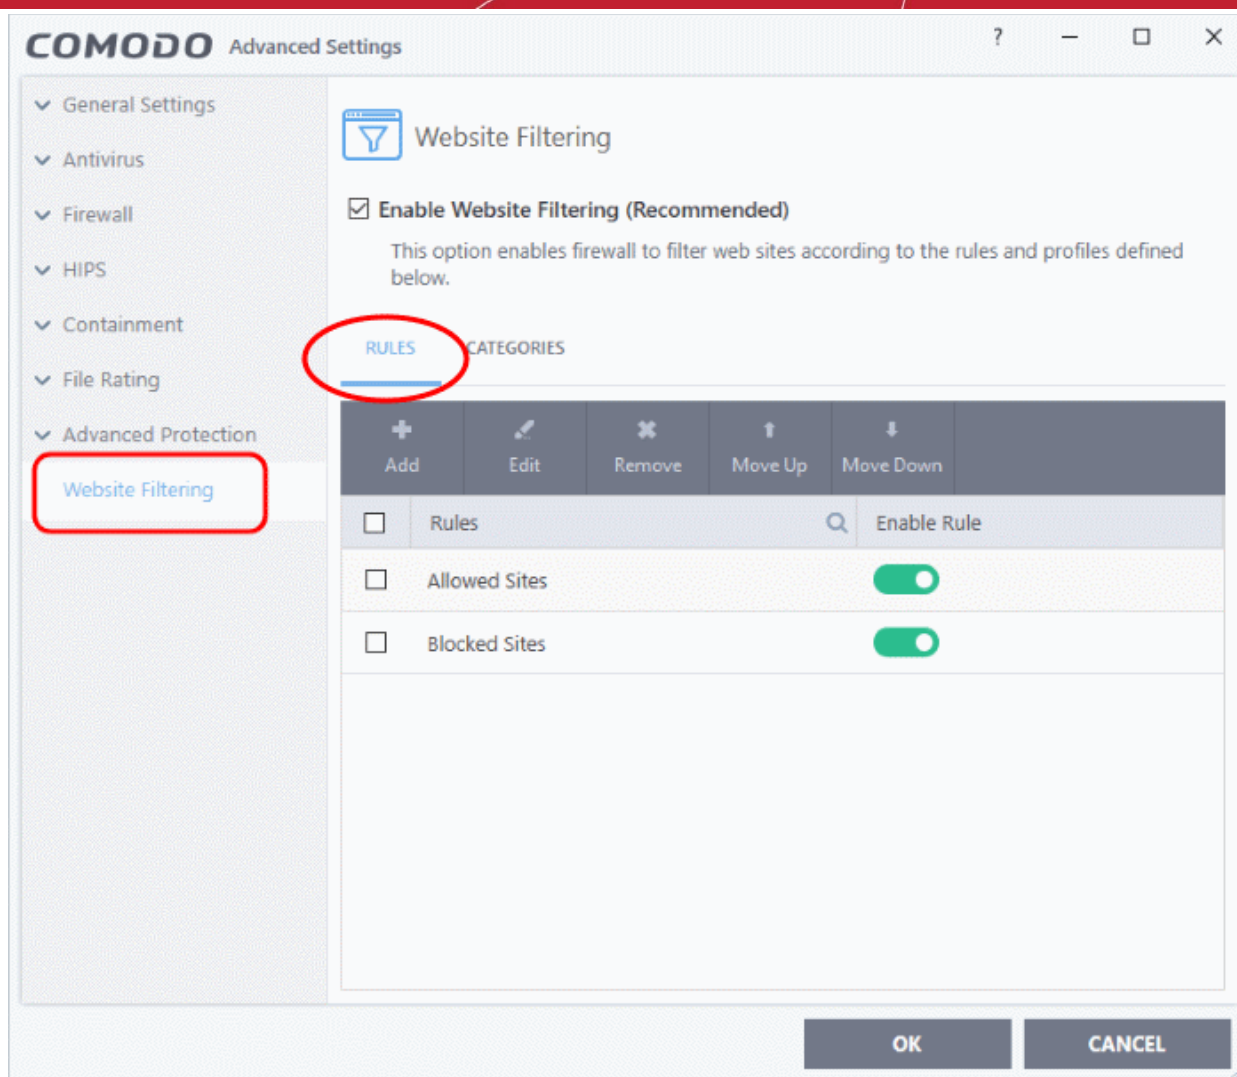 COMODO Advanced Settings
?
General Settings
Antivirus
Firewall
HIPS
Containment
File Rating
Advanced Protection
Website Filtering
Website Filtering
Enable Website Filtering (Recommended)
This option enables firewall to filter web sites according to the rules and profiles defined
below.
RULES CATEGORIES
Add Edit Remove Move Up Move Down
Rules Enable Rule
Allowed Sites
Blocked Sites
OK CANCEL